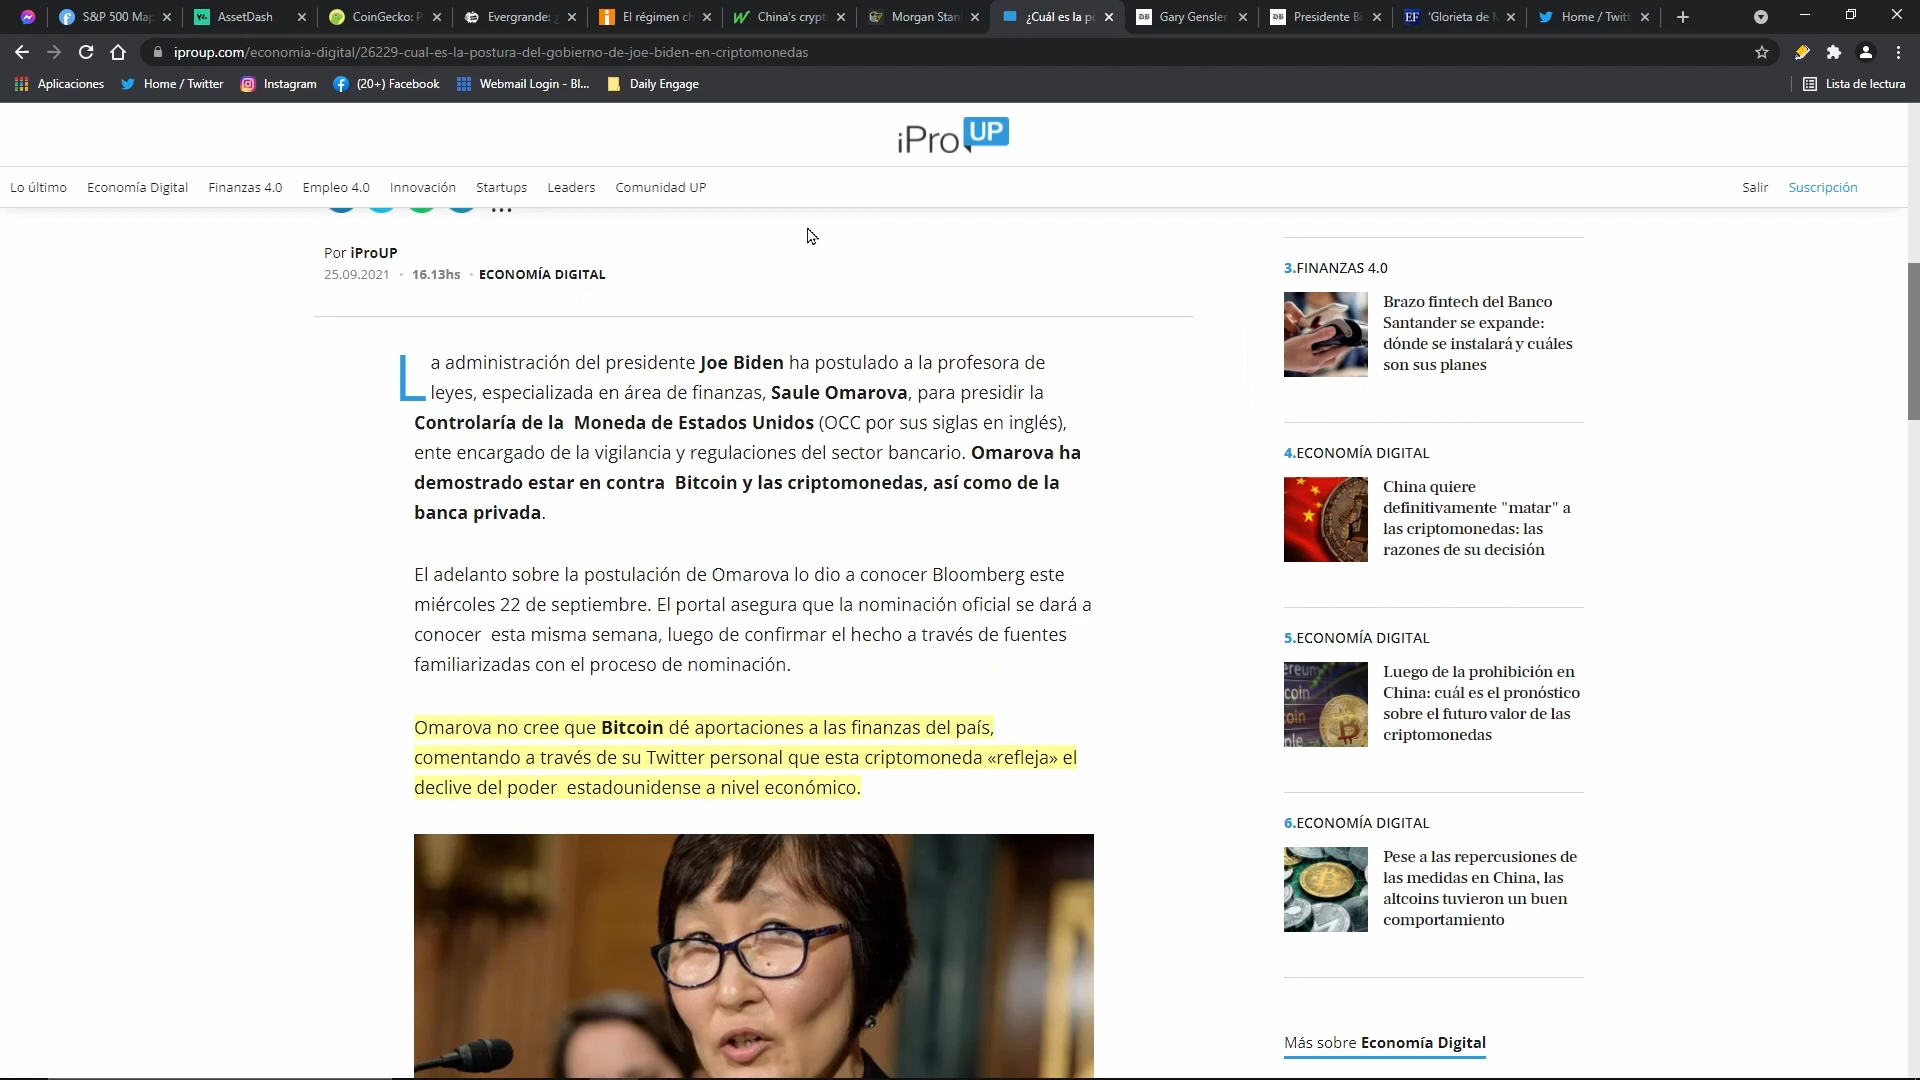 S&P 500 Map
AssetDash
CoinGecko: P
Evergrande: ¿
El régimen ch
China's crypt
Morgan Stan
¿Cuál es la po
Gary Gensler
Presidente Bi
'Glorieta de
Home / Twitt
iproup.com/economia-digital/26229-cual-es-la-postura-del-gobierno-de-joe-biden-en-criptomonedas
Aplicaciones
Home / Twitter
Instagram
(20+) Facebook
Webmail Login - Bl...
Daily Engage
Lista de lectura
iPro UP
Lo último
Economía Digital
Finanzas 4.0
Empleo 4.0
Innovación
Startups
Leaders
Comunidad UP
Salir
Suscripción
Por iProUP
25.09.2021 • 16.13hs • ECONOMÍA DIGITAL
La administración del presidente Joe Biden ha postulado a la profesora de
leyes, especializada en área de finanzas, Saule Omarova, para presidir la
Controlaría de la Moneda de Estados Unidos (OCC por sus siglas en inglés),
ente encargado de la vigilancia y regulaciones del sector bancario. Omarova ha
demostrado estar en contra Bitcoin y las criptomonedas, así como de la
banca privada.
El adelanto sobre la postulación de Omarova lo dio a conocer Bloomberg este
miércoles 22 de septiembre. El portal asegura que la nominación oficial se dará a
conocer esta misma semana, luego de confirmar el hecho a través de fuentes
familiarizadas con el proceso de nominación.
Omarova no cree que Bitcoin dé aportaciones a las finanzas del país,
comentando a través de su Twitter personal que esta criptomoneda «refleja» el
declive del poder estadounidense a nivel económico.
3.FINANZAS 4.0
Brazo fintech del Banco
Santander se expande:
dónde se instalará y cuáles
son sus planes
4.ECONOMÍA DIGITAL
China quiere
definitivamente "matar" a
las criptomonedas: las
razones de su decisión
5.ECONOMÍA DIGITAL
Luego de la prohibición en
China: cuál es el pronóstico
sobre el futuro valor de las
criptomonedas
6.ECONOMÍA DIGITAL
Pese a las repercusiones de
las medidas en China, las
altcoins tuvieron un buen
comportamiento
Más sobre Economía Digital